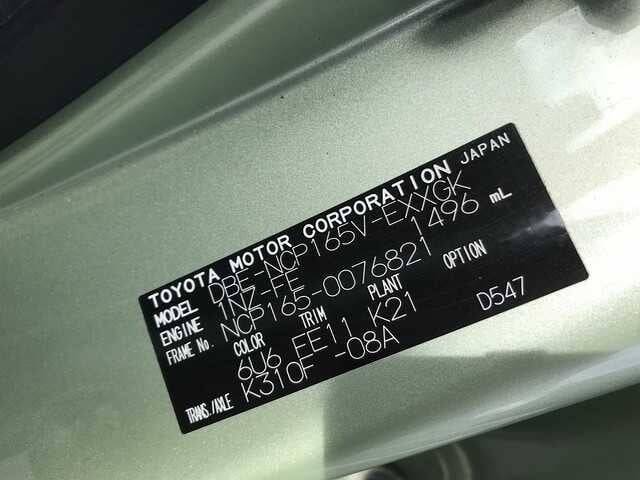 TOYOTA MOTOR CORPORATION JAPAN
MODEL DBE-NCP165V-EXXGK
ENGINE 1NZ-FE 1496 mL
FRAME No. NCP165-0076821
COLOR TRIM PLANT OPTION
6U6 EE11 K21
TRANS./AXLE K310F -08A D547